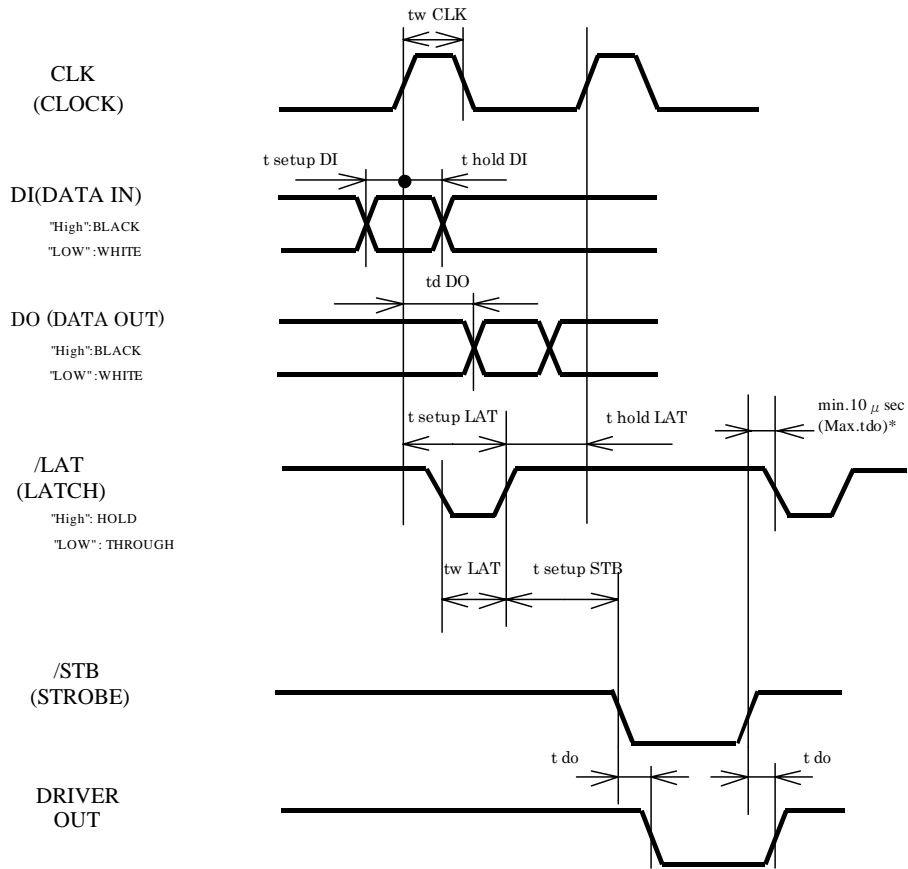 tw CLK
CLK
(CLOCK)
t setup DI
t hold DI
DI(DATA IN)
"High":BLACK
"LOW" :WHITE
td DO
DO (DATA OUT)
"High":BLACK
"LOW" :WHITE
t setup LAT
t hold LAT
min.10 μ sec
(Max.tdo)*
/LAT
(LATCH)
"High": HOLD
"LOW" : THROUGH
tw LAT
t setup STB
/STB
(STROBE)
t do
t do
DRIVER
OUT